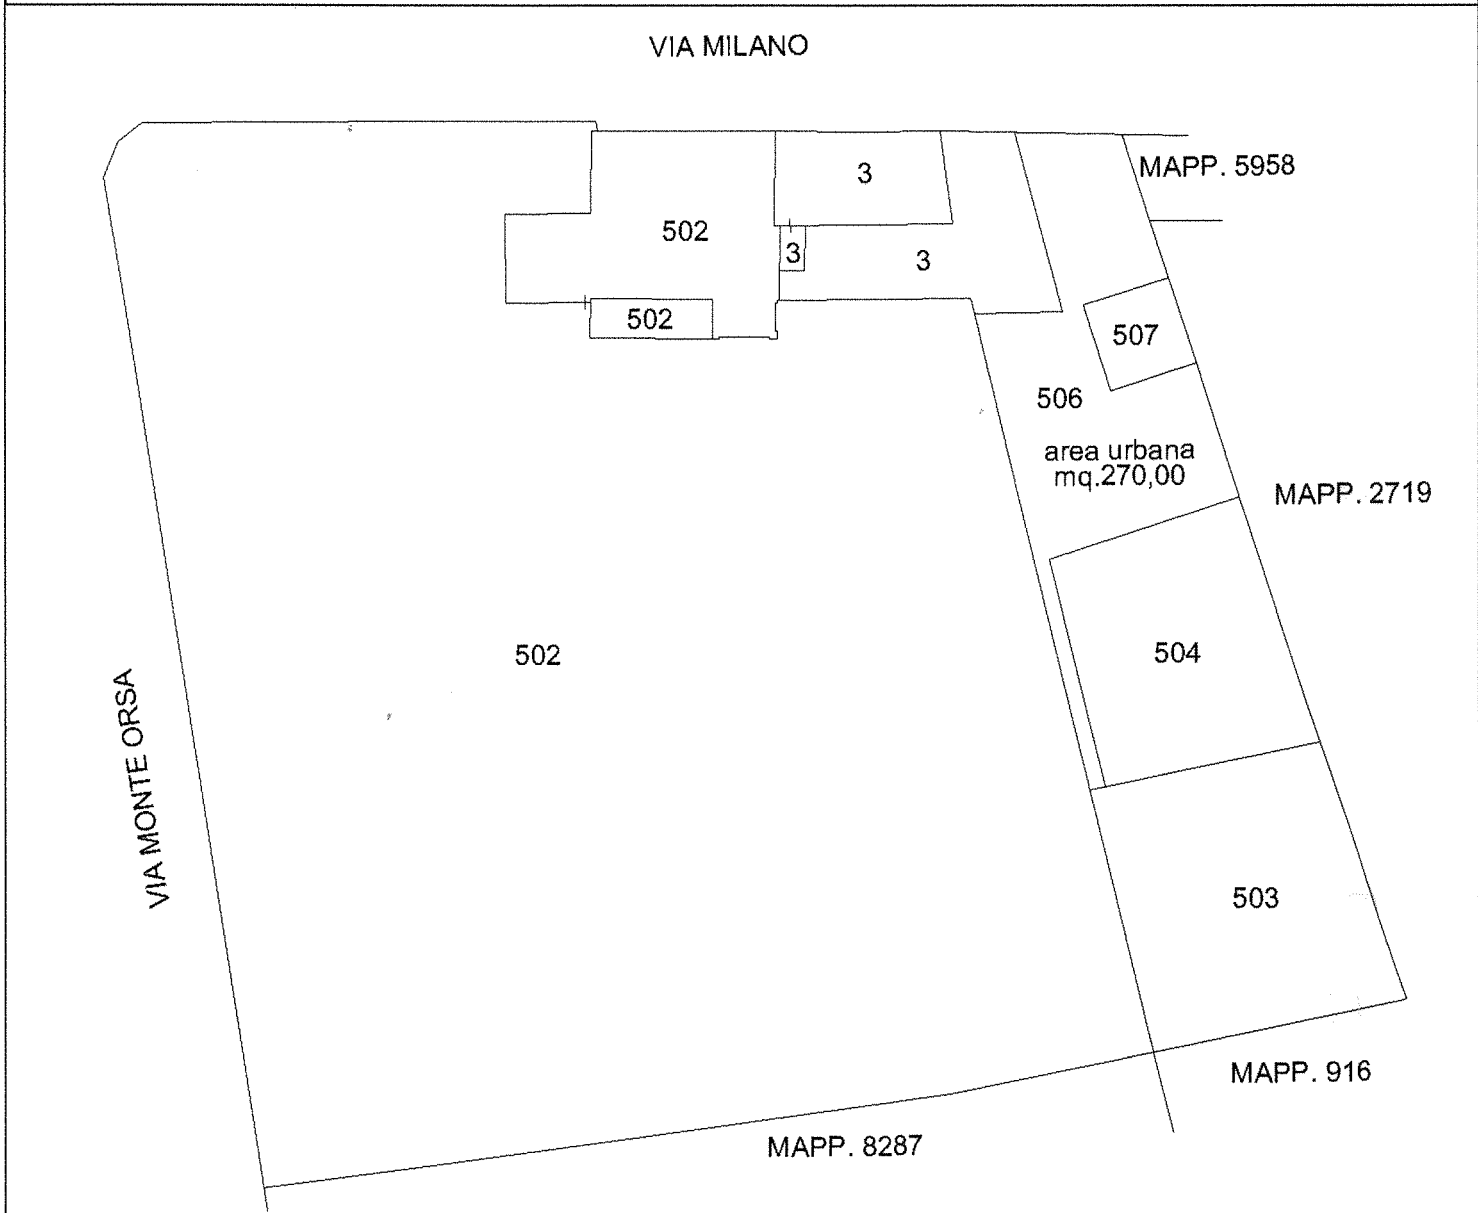 VIA MILANO
MAPP. 5958
3
502
3
3
502
507
506
area urbana
mq.270,00
MAPP. 2719
502
504
VIA MONTE ORSA
503
MAPP. 916
MAPP. 8287